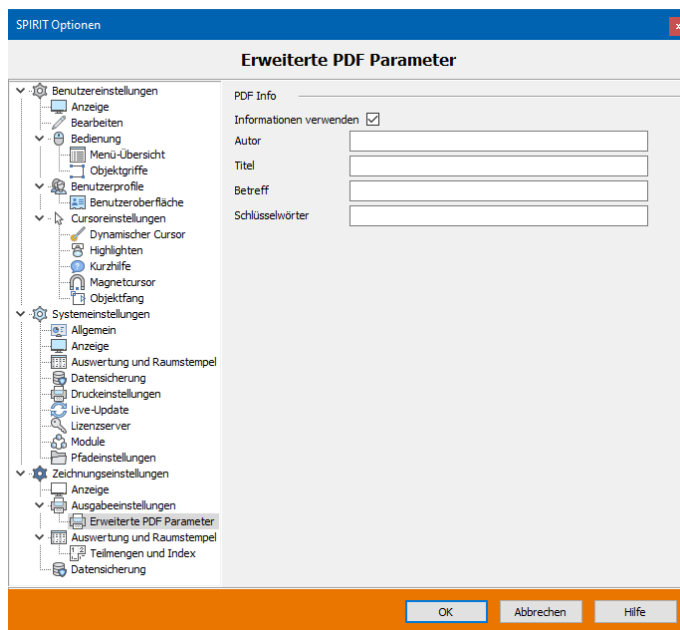 SPIRIT Optionen
x
Erweiterte PDF Parameter
Benutzereinstellungen
Anzeige
Bearbeiten
Bedienung
Menü-Übersicht
Objektgriffe
Benutzerprofile
Benutzeroberfläche
Cursoreinstellungen
Dynamischer Cursor
Highlighten
Kurzhilfe
Magnetcursor
Objektfang
Systemeinstellungen
Allgemein
Anzeige
Auswertung und Raumstempel
Datensicherung
Druckeinstellungen
Live-Update
Lizenzserver
Module
Pfadeinstellungen
Zeichnungseinstellungen
Anzeige
Ausgabeeinstellungen
Erweiterte PDF Parameter
Auswertung und Raumstempel
Teilmengen und Index
Datensicherung
PDF Info
Informationen verwenden
Autor
Titel
Betreff
Schlüsselwörter
OK
Abbrechen
Hilfe